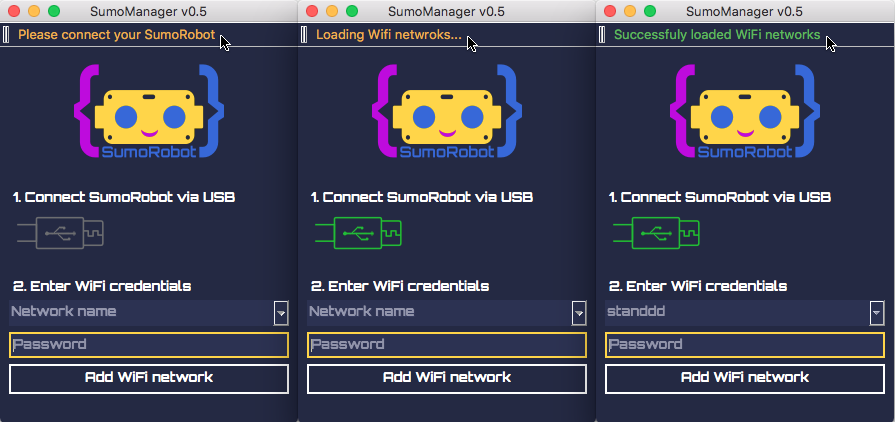 SumoManager v0.5
Please connect your SumoRobot
SumoRobot
1. Connect SumoRobot via USB
2. Enter WiFi credentials
Network name
Password
Add WiFi network
SumoManager v0.5
Loading Wifi netwroks...
SumoRobot
1. Connect SumoRobot via USB
2. Enter WiFi credentials
Network name
Password
Add WiFi network
SumoManager v0.5
Successfuly loaded WiFi networks
SumoRobot
1. Connect SumoRobot via USB
2. Enter WiFi credentials
standdd
Password
Add WiFi network